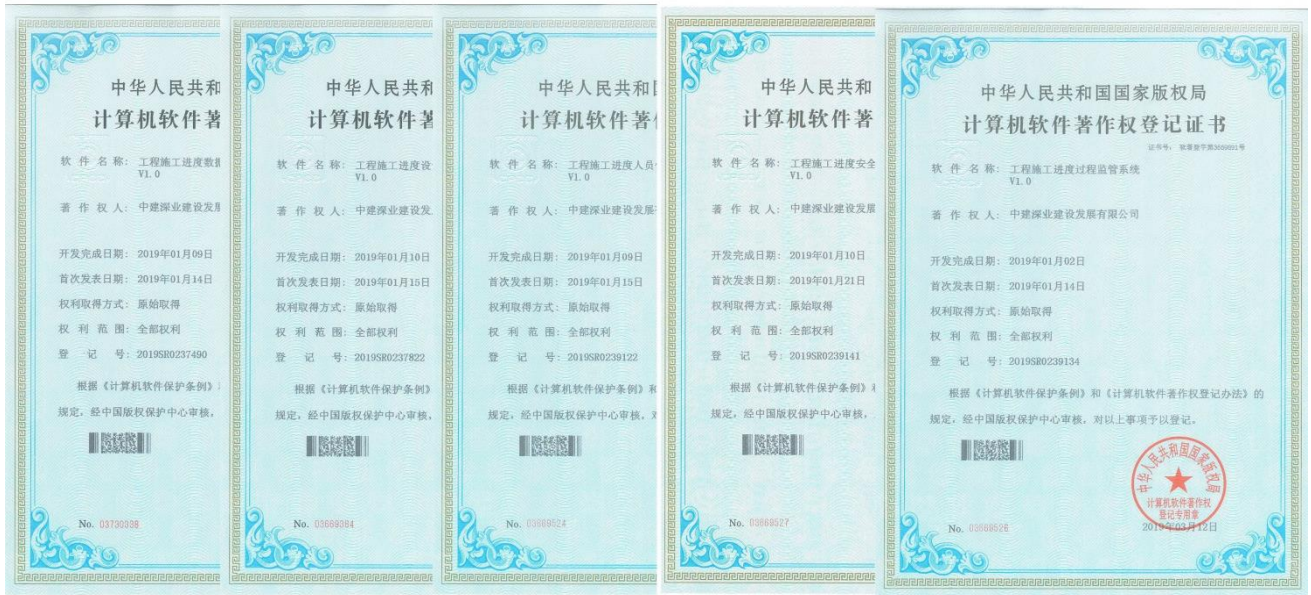 中华人民共和
计算机软件著
软件名称: 工程施工进度数据
V1.0
著作权人: 中建深业建设发展
开发完成日期: 2019年01月09日
首次发表日期: 2019年01月14日
权利取得方式: 原始取得
权利范围: 全部权利
登记号: 2019SR0237490
根据《计算机软件保护条例》
规定，经中国版权保护中心审核，
No. 03730338
中华人民共和
计算机软件著
软件名称: 工程施工进度设
V1.0
著作权人: 中建深业建设发
开发完成日期: 2019年01月10日
首次发表日期: 2019年01月15日
权利取得方式: 原始取得
权利范围: 全部权利
登记号: 2019SR0237822
根据《计算机软件保护条例》
规定，经中国版权保护中心审核，
No. 03669384
中华人民共和
计算机软件著
软件名称: 工程施工进度人员
V1.0
著作权人: 中建深业建设发展
开发完成日期: 2019年01月09日
首次发表日期: 2019年01月15日
权利取得方式: 原始取得
权利范围: 全部权利
登记号: 2019SR0239122
根据《计算机软件保护条例》和
规定，经中国版权保护中心审核，对
No. 03669524
中华人民共和
计算机软件著
软件名称: 工程施工进度安全
V1.0
著作权人: 中建深业建设发展
开发完成日期: 2019年01月10日
首次发表日期: 2019年01月21日
权利取得方式: 原始取得
权利范围: 全部权利
登记号: 2019SR0239141
根据《计算机软件保护条例》
规定，经中国版权保护中心审核，
No. 03669527
中华人民共和国国家版权局
计算机软件著作权登记证书
证书号: 软著登字第3659891号
软件名称: 工程施工进度过程监管系统
V1.0
著作权人: 中建深业建设发展有限公司
开发完成日期: 2019年01月02日
首次发表日期: 2019年01月14日
权利取得方式: 原始取得
权利范围: 全部权利
登记号: 2019SR0239134
根据《计算机软件保护条例》和《计算机软件著作权登记办法》的
规定，经中国版权保护中心审核，对以上事项予以登记。
中华人民共和国国家版权局
计算机软件著作权
登记专用章
No. 03669526
2019年03月12日